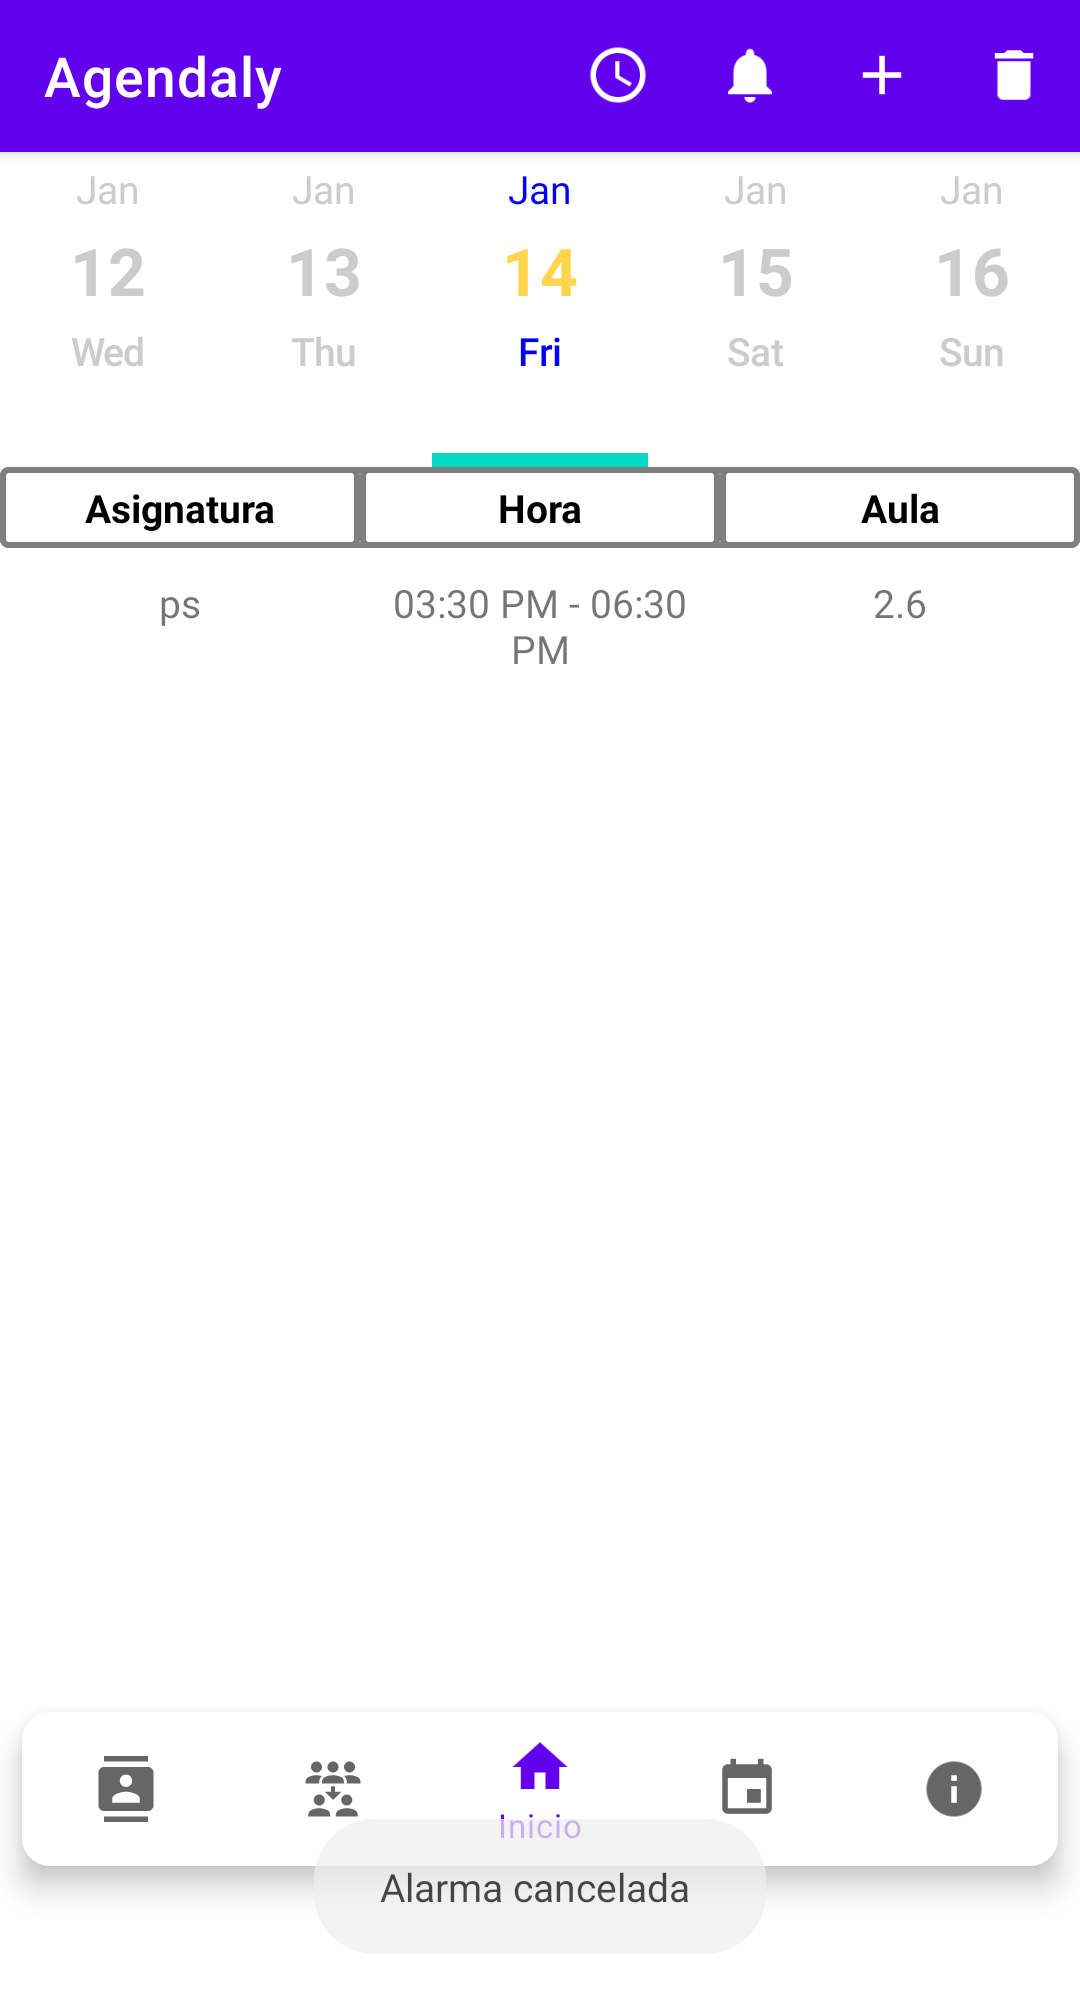 Agendaly
Jan Jan Jan Jan Jan
12 13 14 15 16
Wed Thu Fri Sat Sun
Asignatura Hora Aula
ps 03:30 PM - 06:30 2.6
PM
Inicio
Alarma cancelada